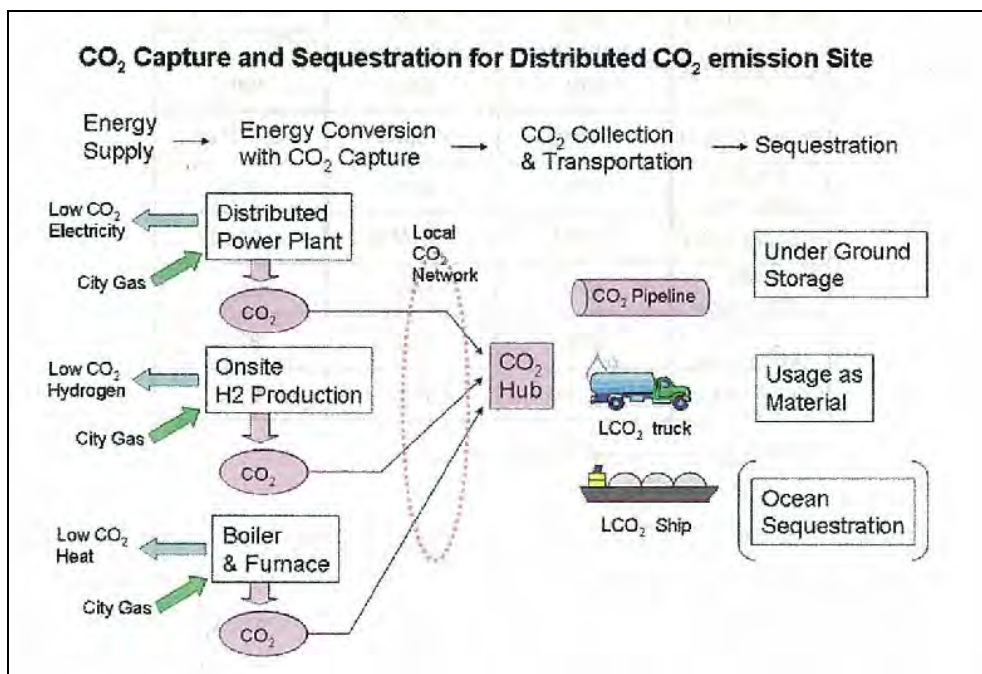 CO₂ Capture and Sequestration for Distributed CO₂ emission Site
Energy
Supply
Energy Conversion
with CO₂ Capture
CO₂ Collection
& Transportation
Sequestration
Low CO₂
Electricity
City Gas
Distributed
Power Plant
CO₂
Low CO₂
Hydrogen
City Gas
Onsite
H2 Production
CO₂
Low CO₂
Heat
City Gas
Boiler
& Furnace
CO₂
Local
CO₂
Network
CO₂
Hub
CO₂ Pipeline
LCO₂ truck
LCO₂ Ship
Under Ground
Storage
Usage as
Material
Ocean
Sequestration